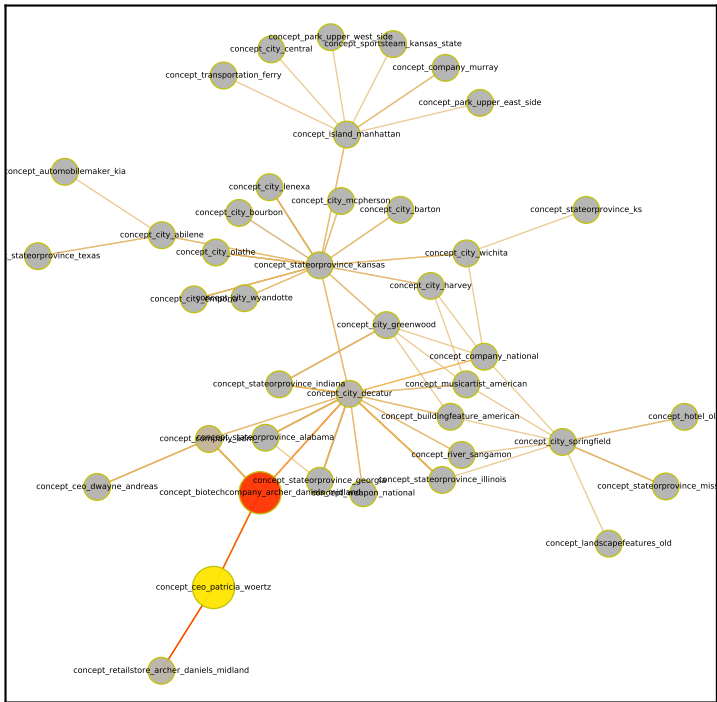 concept_park_upper_west_side
concept_sportsteam_kansas_state
concept_city_central
concept_company_murray
concept_transportation_ferry
concept_park_upper_east_side
concept_island_manhattan
concept_automobilemaker_kia
concept_city_lenexa
concept_city_mcpherson
concept_city_bourbon
concept_city_barton
concept_stateorprovince_ks
concept_city_abilene
concept_city_olathe
concept_city_wichita
_stateorprovince_texas
concept_stateorprovince_kansas
concept_city_harvey
concept_city_wyandotte
concept_city_greenwood
concept_company_national
concept_stateorprovince_indiana
concept_musicartist_american
concept_city_decatur
concept_buildingfeature_american
concept_hotel_ol
concept_stateorprovince_alabama
concept_city_springfield
concept_river_sangamon
concept_stateorprovince_georgia
concept_stateorprovince_illinois
concept_ceo_dwayne_andreas
concept_biotechcompany_archer_daniels_midland
concept_stateorprovince_miss
concept_landscapefeatures_old
concept_ceo_patricia_woertz
concept_retailstore_archer_daniels_midland